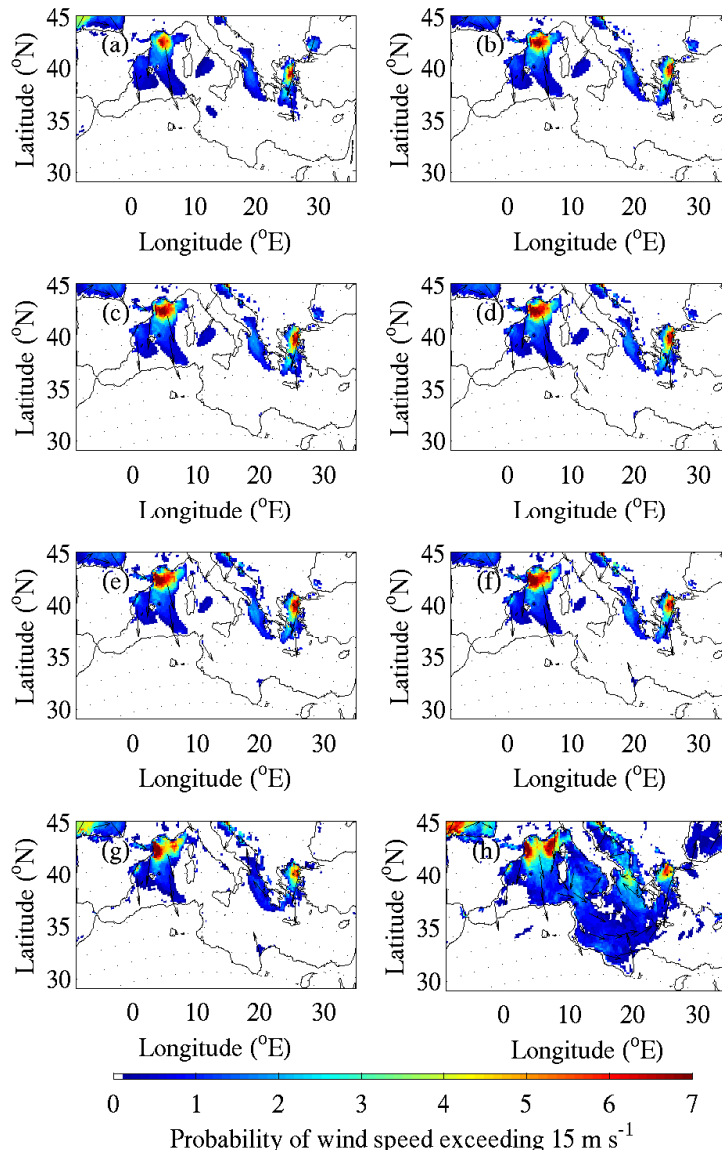 45
(a)
40
35
30
Latitude (°N)
0 10 20 30
Longitude (°E)
45
(b)
40
35
30
Latitude (°N)
0 10 20 30
Longitude (°E)
45
(c)
40
35
30
Latitude (°N)
0 10 20 30
Longitude (°E)
45
(d)
40
35
30
Latitude (°N)
0 10 20 30
Longitude (°E)
45
(e)
40
35
30
Latitude (°N)
0 10 20 30
Longitude (°E)
45
(f)
40
35
30
Latitude (°N)
0 10 20 30
Longitude (°E)
45
(g)
40
35
30
Latitude (°N)
0 10 20 30
Longitude (°E)
45
(h)
40
35
30
Latitude (°N)
0 10 20 30
Longitude (°E)
0 1 2 3 4 5 6 7
Probability of wind speed exceeding 15 m s⁻¹